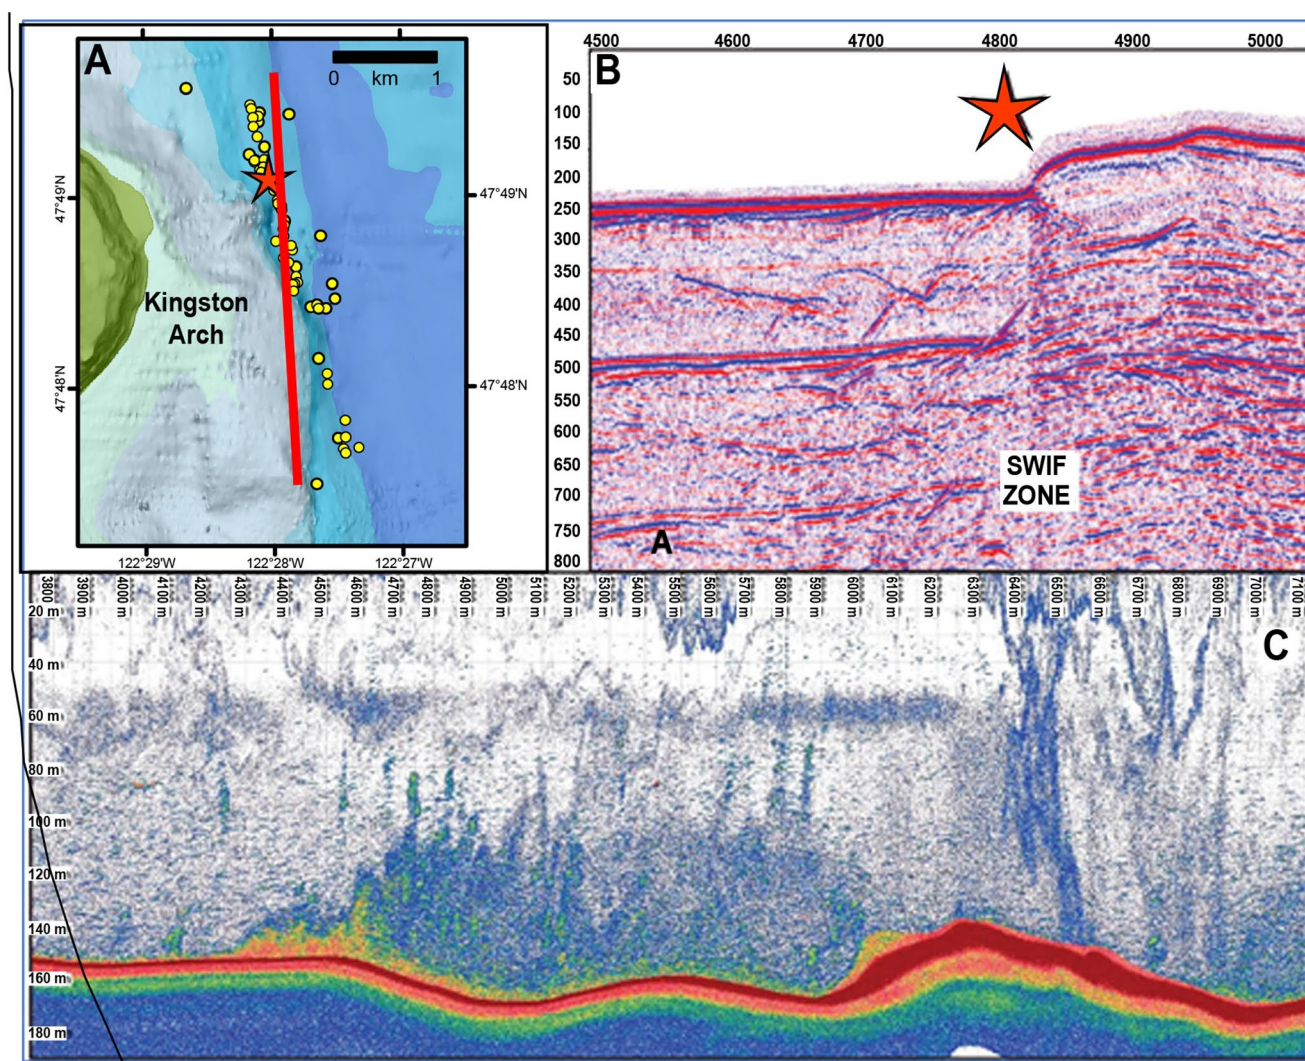 A
0 km 1
47°49'N
47°49'N
Kingston
Arch
47°48'N
47°48'N
122°29'W
122°28'W
122°27'W
4500
4600
4700
4800
4900
5000
B
50
100
150
200
250
300
350
400
450
500
550
600
650
700
750
800
SWIF
ZONE
A
3800 m
3900 m
4000 m
4100 m
4200 m
4300 m
4400 m
4500 m
4600 m
4700 m
4800 m
4900 m
5000 m
5100 m
5200 m
5300 m
5400 m
5500 m
5600 m
5700 m
5800 m
5900 m
6000 m
6100 m
6200 m
6300 m
6400 m
6500 m
6600 m
6700 m
6800 m
6900 m
7000 m
7100 m
C
20 m
40 m
60 m
80 m
100 m
120 m
140 m
160 m
180 m